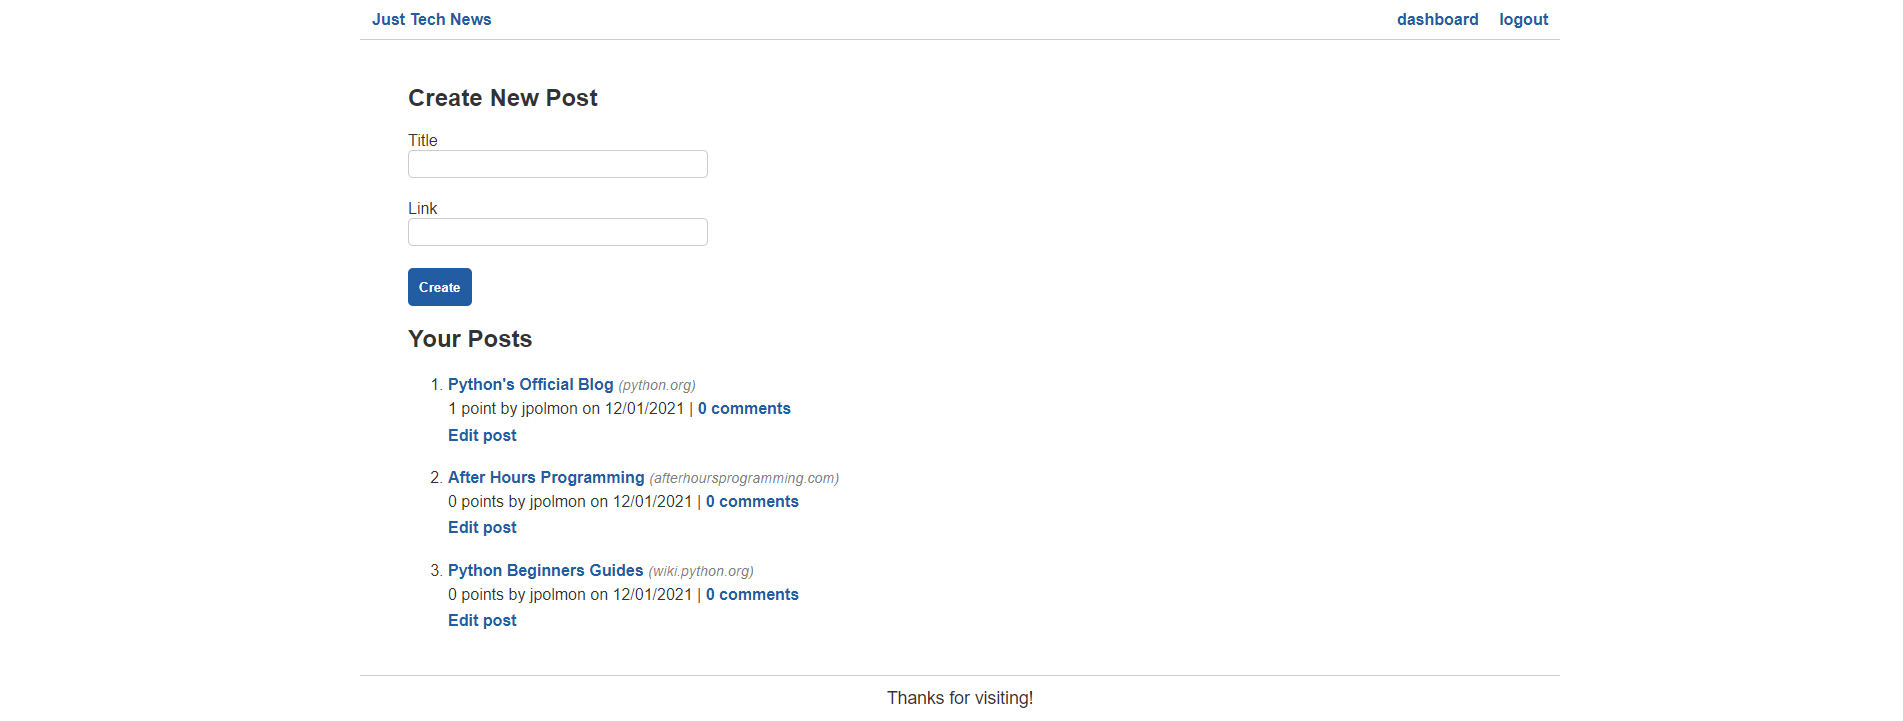 Just Tech News dashboard logout
Create New Post
Title
Link
Create
Your Posts
1. Python's Official Blog (python.org)
1 point by jpolmon on 12/01/2021 | 0 comments
Edit post
2. After Hours Programming (afterhoursprogramming.com)
0 points by jpolmon on 12/01/2021 | 0 comments
Edit post
3. Python Beginners Guides (wiki.python.org)
0 points by jpolmon on 12/01/2021 | 0 comments
Edit post
Thanks for visiting!